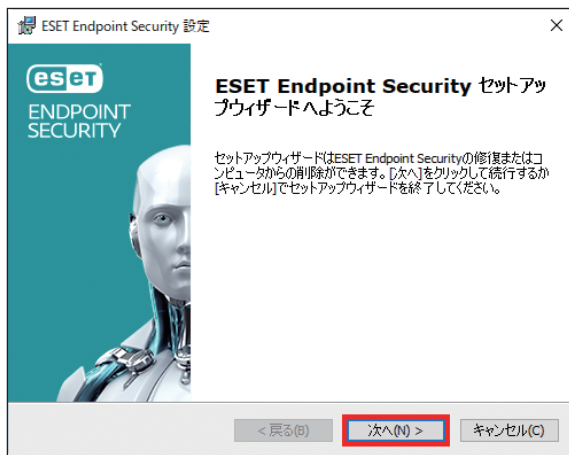 ESET Endpoint Security 設定
eset
ENDPOINT
SECURITY
ESET Endpoint Security セットアッ
プウィザードへようこそ
セットアップウィザードはESET Endpoint Securityの修復またはコ
ンピュータからの削除ができます。[次へ]をクリックして続行するか
[キャンセル]でセットアップウィザードを終了してください。
< 戻る(B)
次へ(N) >
キャンセル(C)